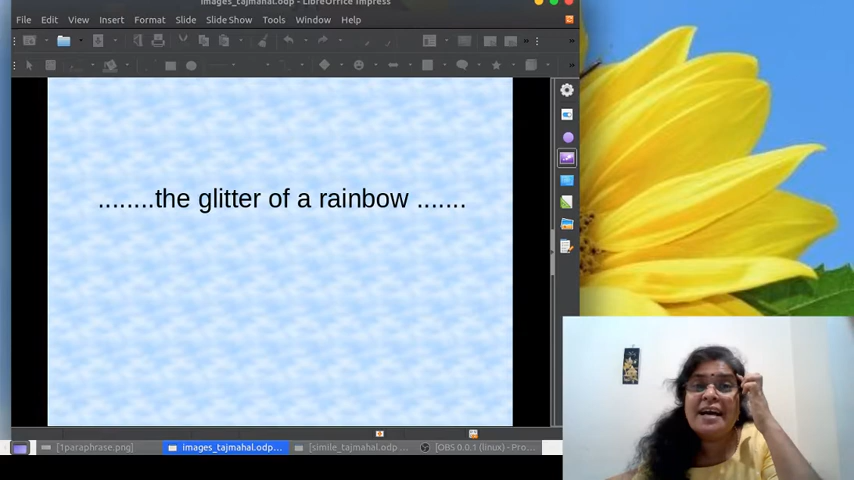 images_tajmahal.odp - LibreOffice Impress
File Edit View Insert Format Slide Slide Show Tools Window Help
........the glitter of a rainbow .......
[1paraphrase.png] images_tajmahal.odp... [simile_tajmahal.odp ... [OBS 0.0.1 (linux) - Pro...